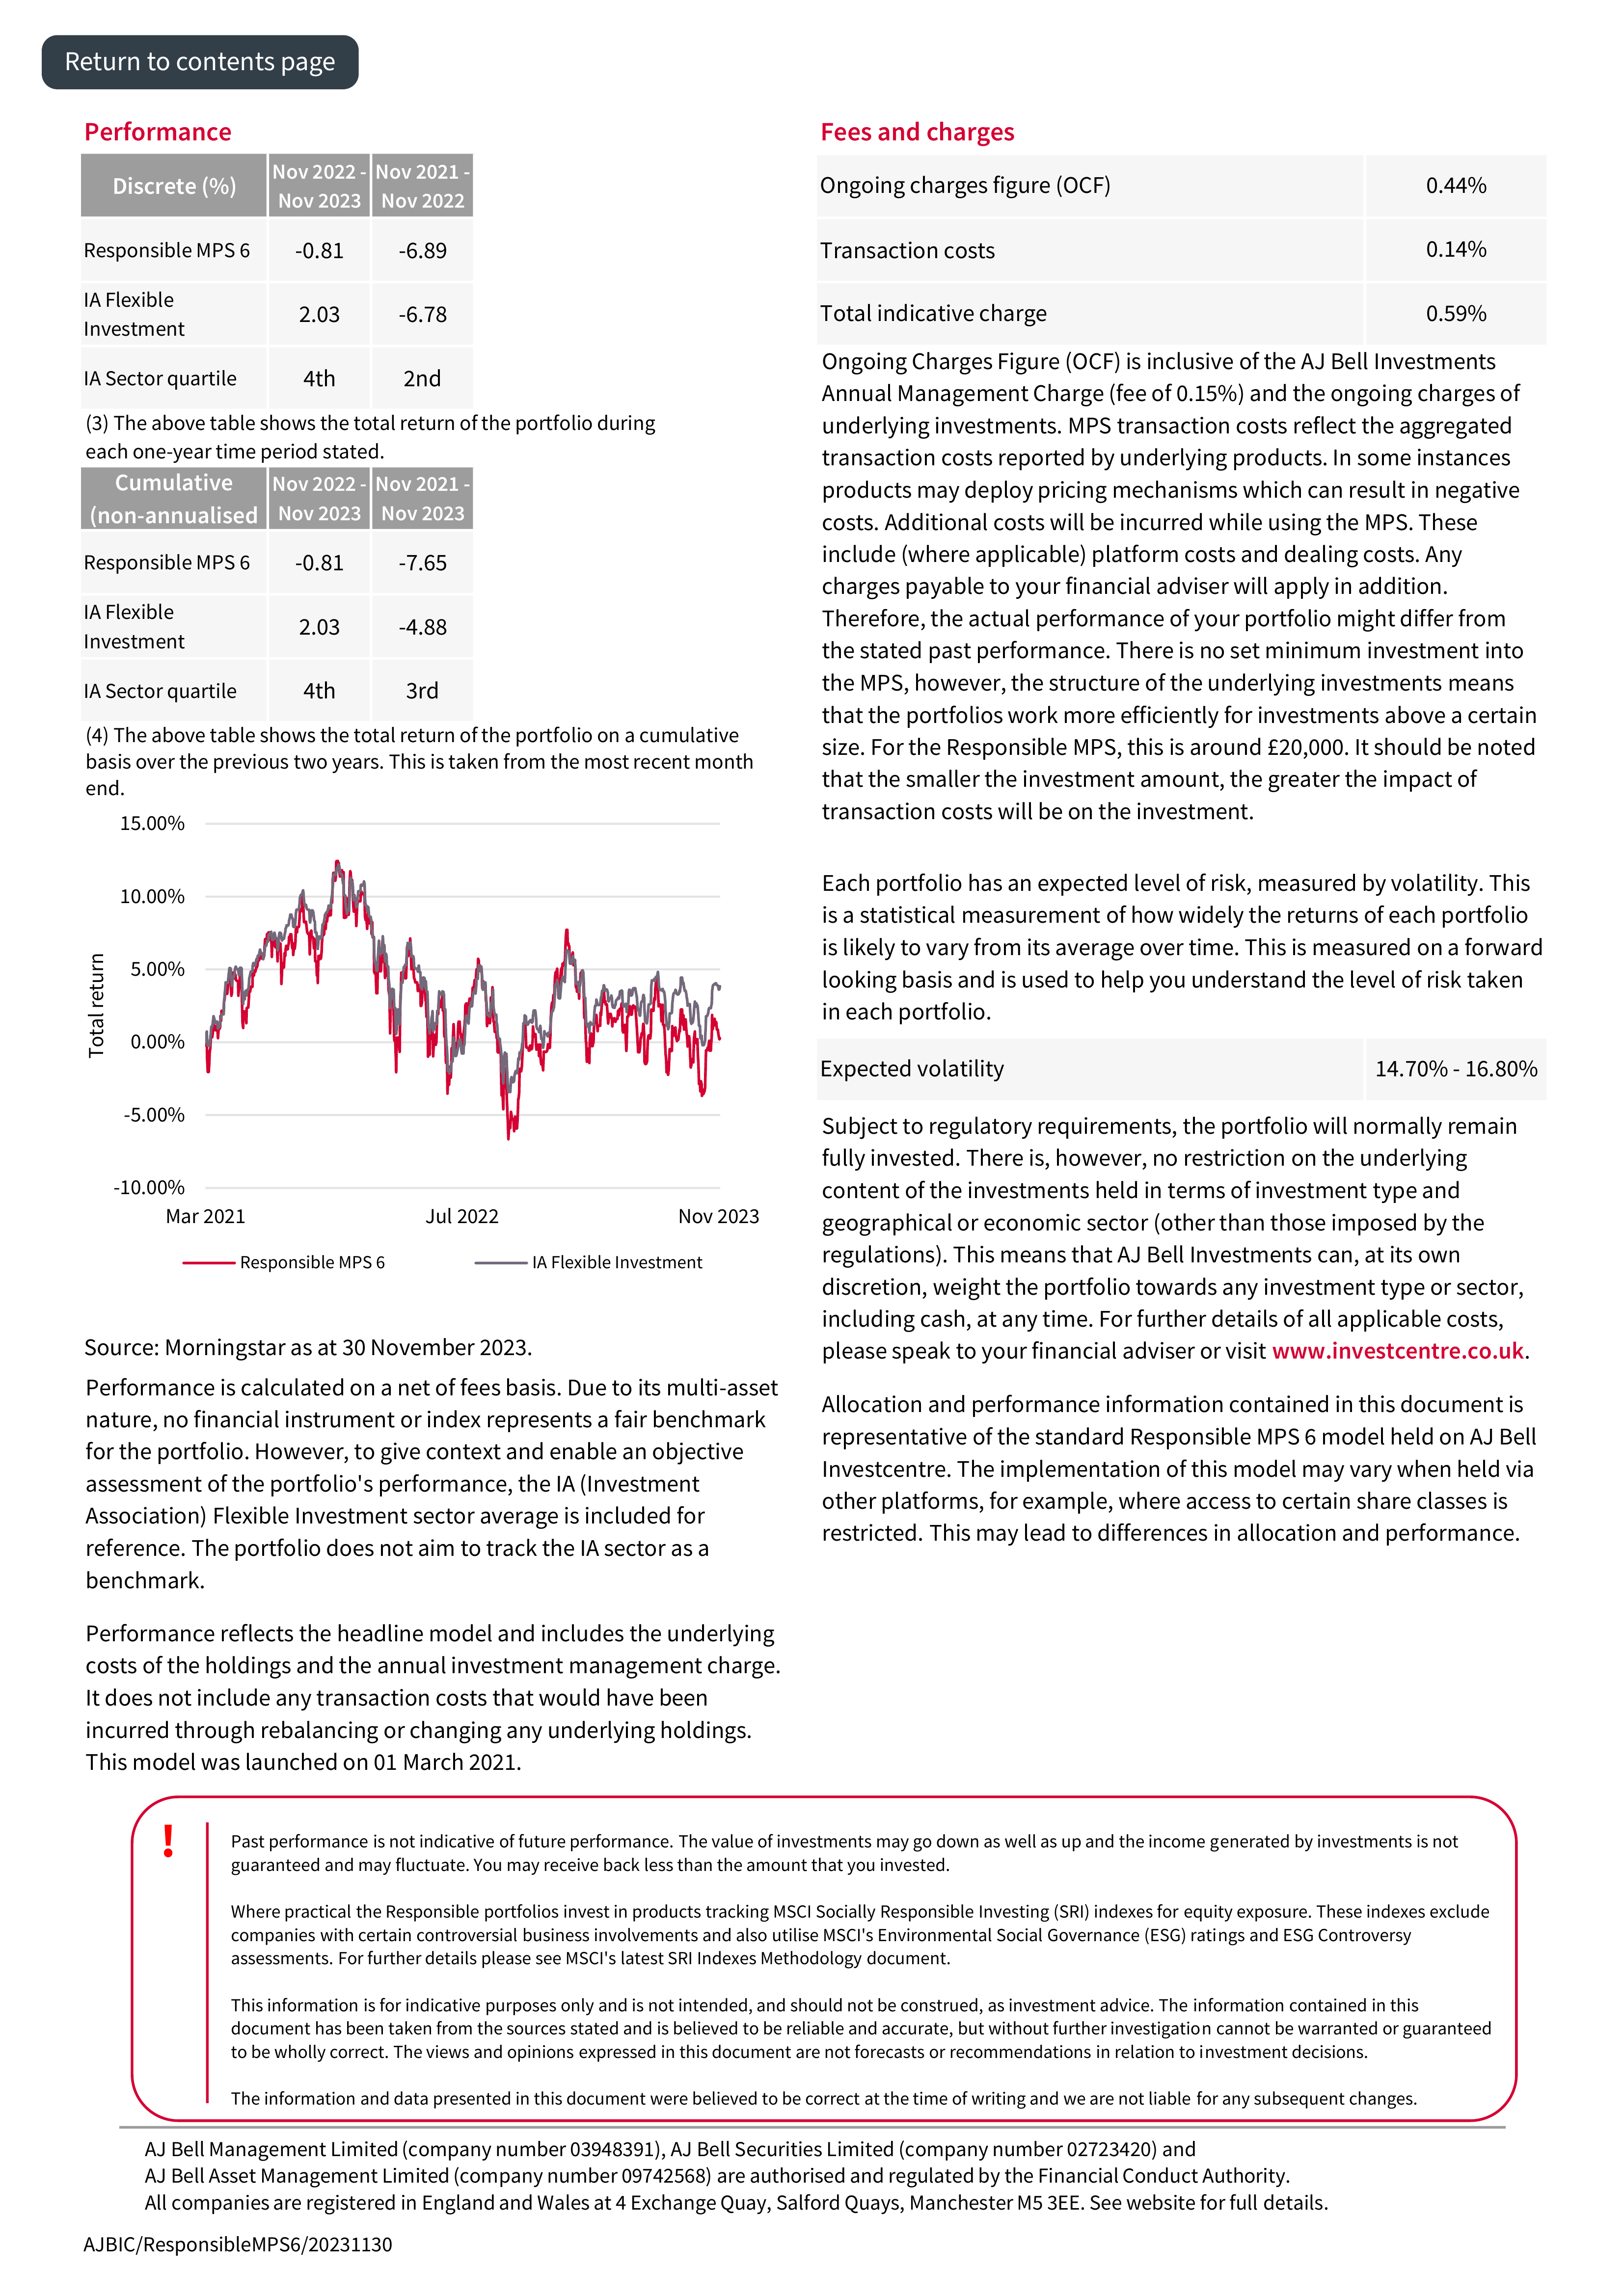 Return to contents page
Performance
Discrete (%)
Nov 2022 -
Nov 2023
Nov 2021 -
Nov 2022
Responsible MPS 6
-0.81
-6.89
IA Flexible
Investment
2.03
-6.78
IA Sector quartile
4th
2nd
(3) The above table shows the total return of the portfolio during
each one-year time period stated.
Cumulative
(non-annualised
Nov 2022 -
Nov 2023
Nov 2021 -
Nov 2023
Responsible MPS 6
-0.81
-7.65
IA Flexible
Investment
2.03
-4.88
IA Sector quartile
4th
3rd
(4) The above table shows the total return of the portfolio on a cumulative
basis over the previous two years. This is taken from the most recent month
end.
15.00%
10.00%
5.00%
0.00%
-5.00%
-10.00%
Total return
Mar 2021
Jul 2022
Nov 2023
Responsible MPS 6
IA Flexible Investment
Source: Morningstar as at 30 November 2023.
Performance is calculated on a net of fees basis. Due to its multi-asset
nature, no financial instrument or index represents a fair benchmark
for the portfolio. However, to give context and enable an objective
assessment of the portfolio's performance, the IA (Investment
Association) Flexible Investment sector average is included for
reference. The portfolio does not aim to track the IA sector as a
benchmark.
Performance reflects the headline model and includes the underlying
costs of the holdings and the annual investment management charge.
It does not include any transaction costs that would have been
incurred through rebalancing or changing any underlying holdings.
This model was launched on 01 March 2021.
Fees and charges
Ongoing charges figure (OCF)
0.44%
Transaction costs
0.14%
Total indicative charge
0.59%
Ongoing Charges Figure (OCF) is inclusive of the AJ Bell Investments
Annual Management Charge (fee of 0.15%) and the ongoing charges of
underlying investments. MPS transaction costs reflect the aggregated
transaction costs reported by underlying products. In some instances
products may deploy pricing mechanisms which can result in negative
costs. Additional costs will be incurred while using the MPS. These
include (where applicable) platform costs and dealing costs. Any
charges payable to your financial adviser will apply in addition.
Therefore, the actual performance of your portfolio might differ from
the stated past performance. There is no set minimum investment into
the MPS, however, the structure of the underlying investments means
that the portfolios work more efficiently for investments above a certain
size. For the Responsible MPS, this is around £20,000. It should be noted
that the smaller the investment amount, the greater the impact of
transaction costs will be on the investment.
Each portfolio has an expected level of risk, measured by volatility. This
is a statistical measurement of how widely the returns of each portfolio
is likely to vary from its average over time. This is measured on a forward
looking basis and is used to help you understand the level of risk taken
in each portfolio.
Expected volatility
14.70% - 16.80%
Subject to regulatory requirements, the portfolio will normally remain
fully invested. There is, however, no restriction on the underlying
content of the investments held in terms of investment type and
geographical or economic sector (other than those imposed by the
regulations). This means that AJ Bell Investments can, at its own
discretion, weight the portfolio towards any investment type or sector,
including cash, at any time. For further details of all applicable costs,
please speak to your financial adviser or visit www.investcentre.co.uk.
Allocation and performance information contained in this document is
representative of the standard Responsible MPS 6 model held on AJ Bell
Investcentre. The implementation of this model may vary when held via
other platforms, for example, where access to certain share classes is
restricted. This may lead to differences in allocation and performance.
!
Past performance is not indicative of future performance. The value of investments may go down as well as up and the income generated by investments is not
guaranteed and may fluctuate. You may receive back less than the amount that you invested.
Where practical the Responsible portfolios invest in products tracking MSCI Socially Responsible Investing (SRI) indexes for equity exposure. These indexes exclude
companies with certain controversial business involvements and also utilise MSCI's Environmental Social Governance (ESG) ratings and ESG Controversy
assessments. For further details please see MSCI's latest SRI Indexes Methodology document.
This information is for indicative purposes only and is not intended, and should not be construed, as investment advice. The information contained in this
document has been taken from the sources stated and is believed to be reliable and accurate, but without further investigation cannot be warranted or guaranteed
to be wholly correct. The views and opinions expressed in this document are not forecasts or recommendations in relation to investment decisions.
The information and data presented in this document were believed to be correct at the time of writing and we are not liable for any subsequent changes.
AJ Bell Management Limited (company number 03948391), AJ Bell Securities Limited (company number 02723420) and
AJ Bell Asset Management Limited (company number 09742568) are authorised and regulated by the Financial Conduct Authority.
All companies are registered in England and Wales at 4 Exchange Quay, Salford Quays, Manchester M5 3EE. See website for full details.
AJBIC/ResponsibleMPS6/20231130